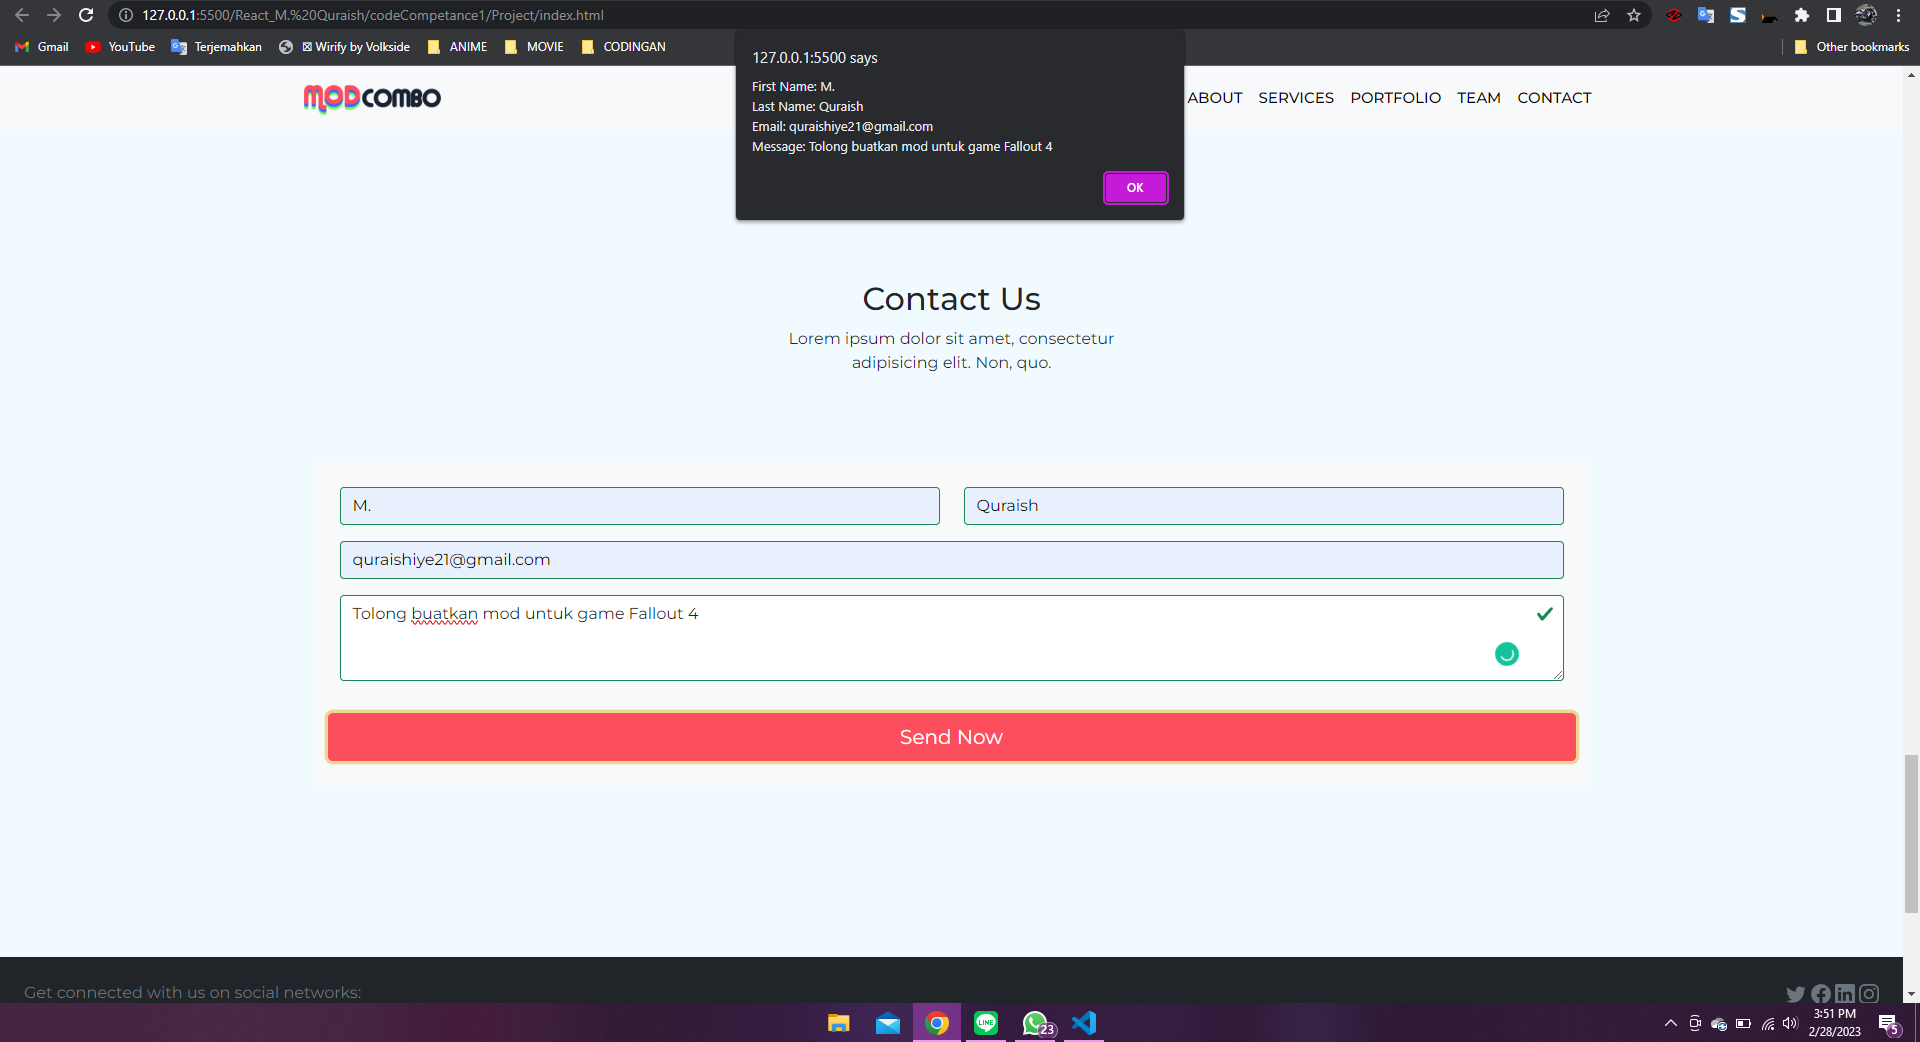 127.0.0.1:5500/React_M.%20Quraish/codeCompetance1/Project/index.html
Gmail
YouTube
Terjemahkan
Wirify by Volkside
ANIME
MOVIE
CODINGAN
Other bookmarks
127.0.0.1:5500 says
First Name: M.
Last Name: Quraish
Email: quraishiye21@gmail.com
Message: Tolong buatkan mod untuk game Fallout 4
OK
MODCOMBO
ABOUT
SERVICES
PORTFOLIO
TEAM
CONTACT
Contact Us
Lorem ipsum dolor sit amet, consectetur
adipisicing elit. Non, quo.
M.
Quraish
quraishiye21@gmail.com
Tolong buatkan mod untuk game Fallout 4
Send Now
Get connected with us on social networks:
LINE
23
3:51 PM
2/28/2023
5